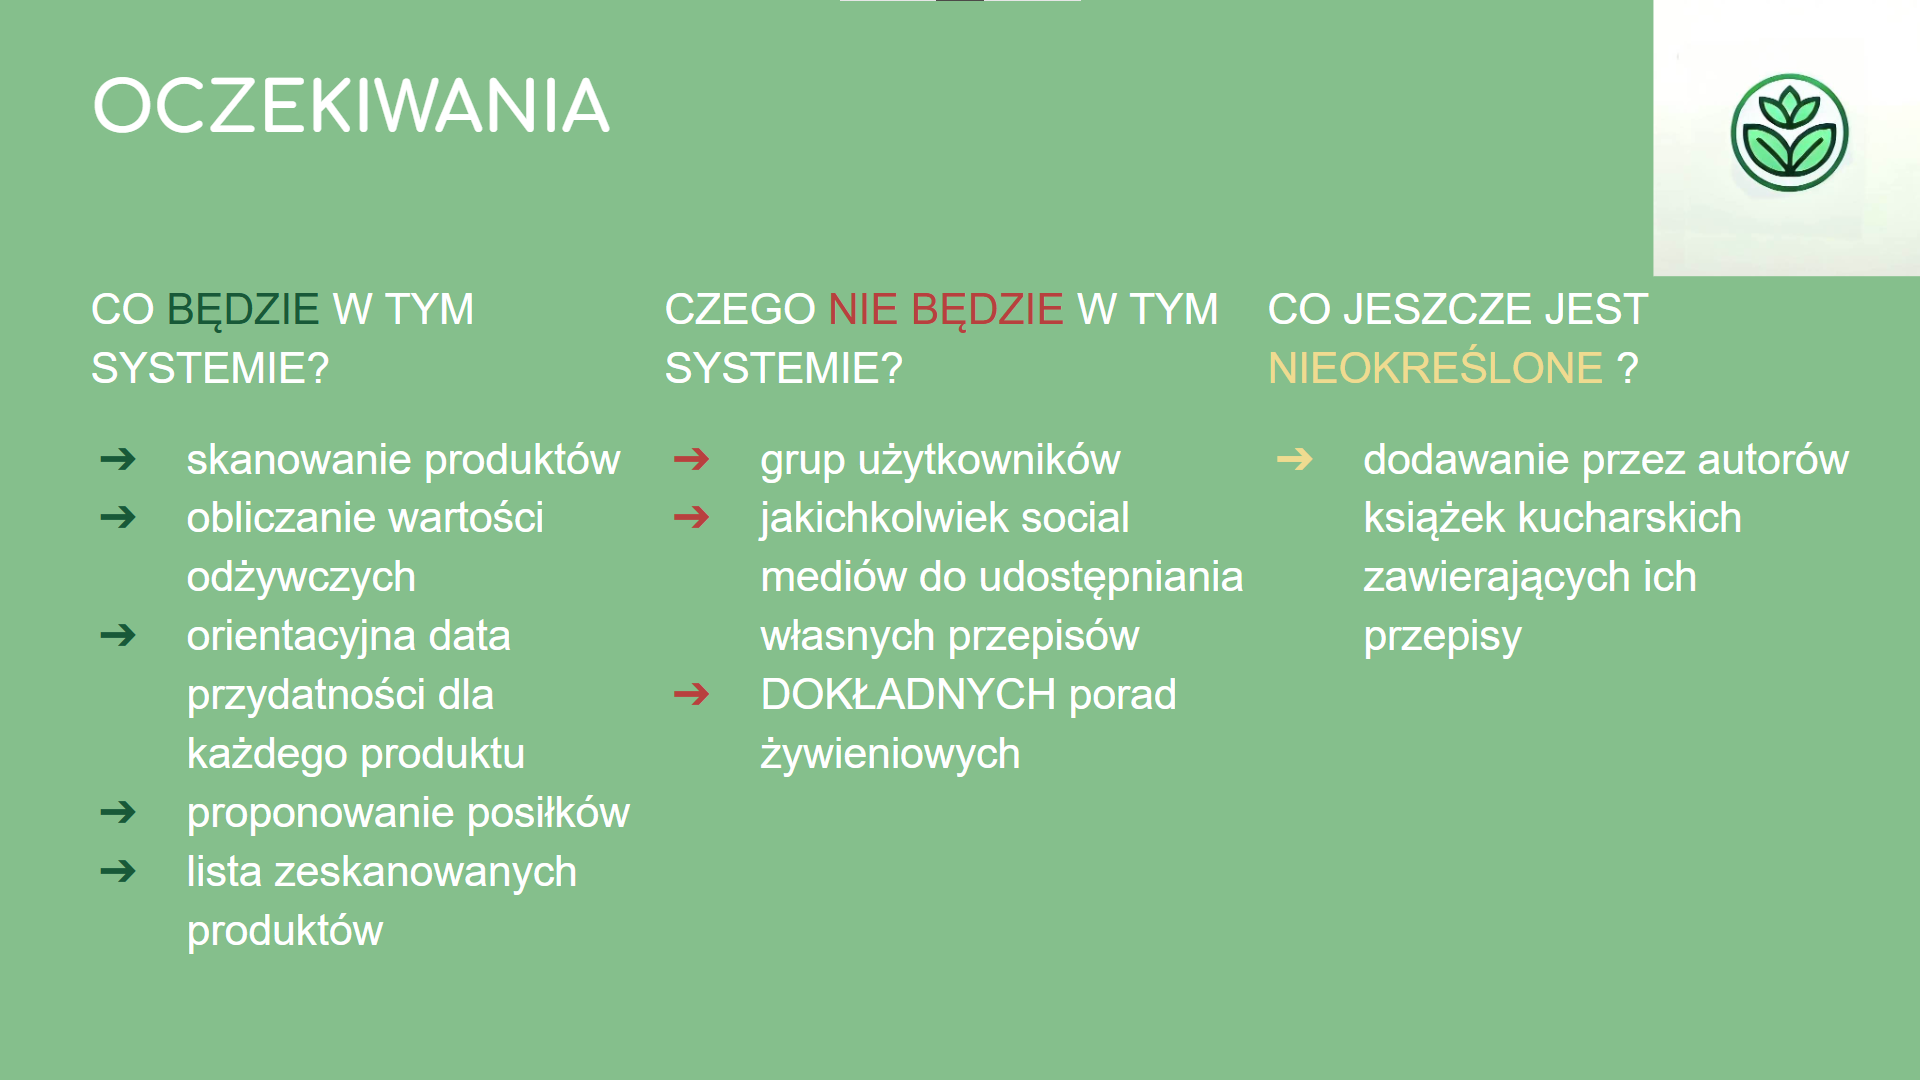 OCZEKIWANIA
CO BĘDZIE W TYM
SYSTEMIE?
➔ skanowanie produktów
➔ obliczanie wartości
odżywczych
➔ orientacyjna data
przydatności dla
każdego produktu
➔ proponowanie posiłków
➔ lista zeskanowanych
produktów
CZEGO NIE BĘDZIE W TYM
SYSTEMIE?
➔ grup użytkowników
➔ jakichkolwiek social
mediów do udostępniania
własnych przepisów
➔ DOKŁADNYCH porad
żywieniowych
CO JESZCZE JEST
NIEOKREŚLONE ?
➔ dodawanie przez autorów
książek kucharskich
zawierających ich
przepisy